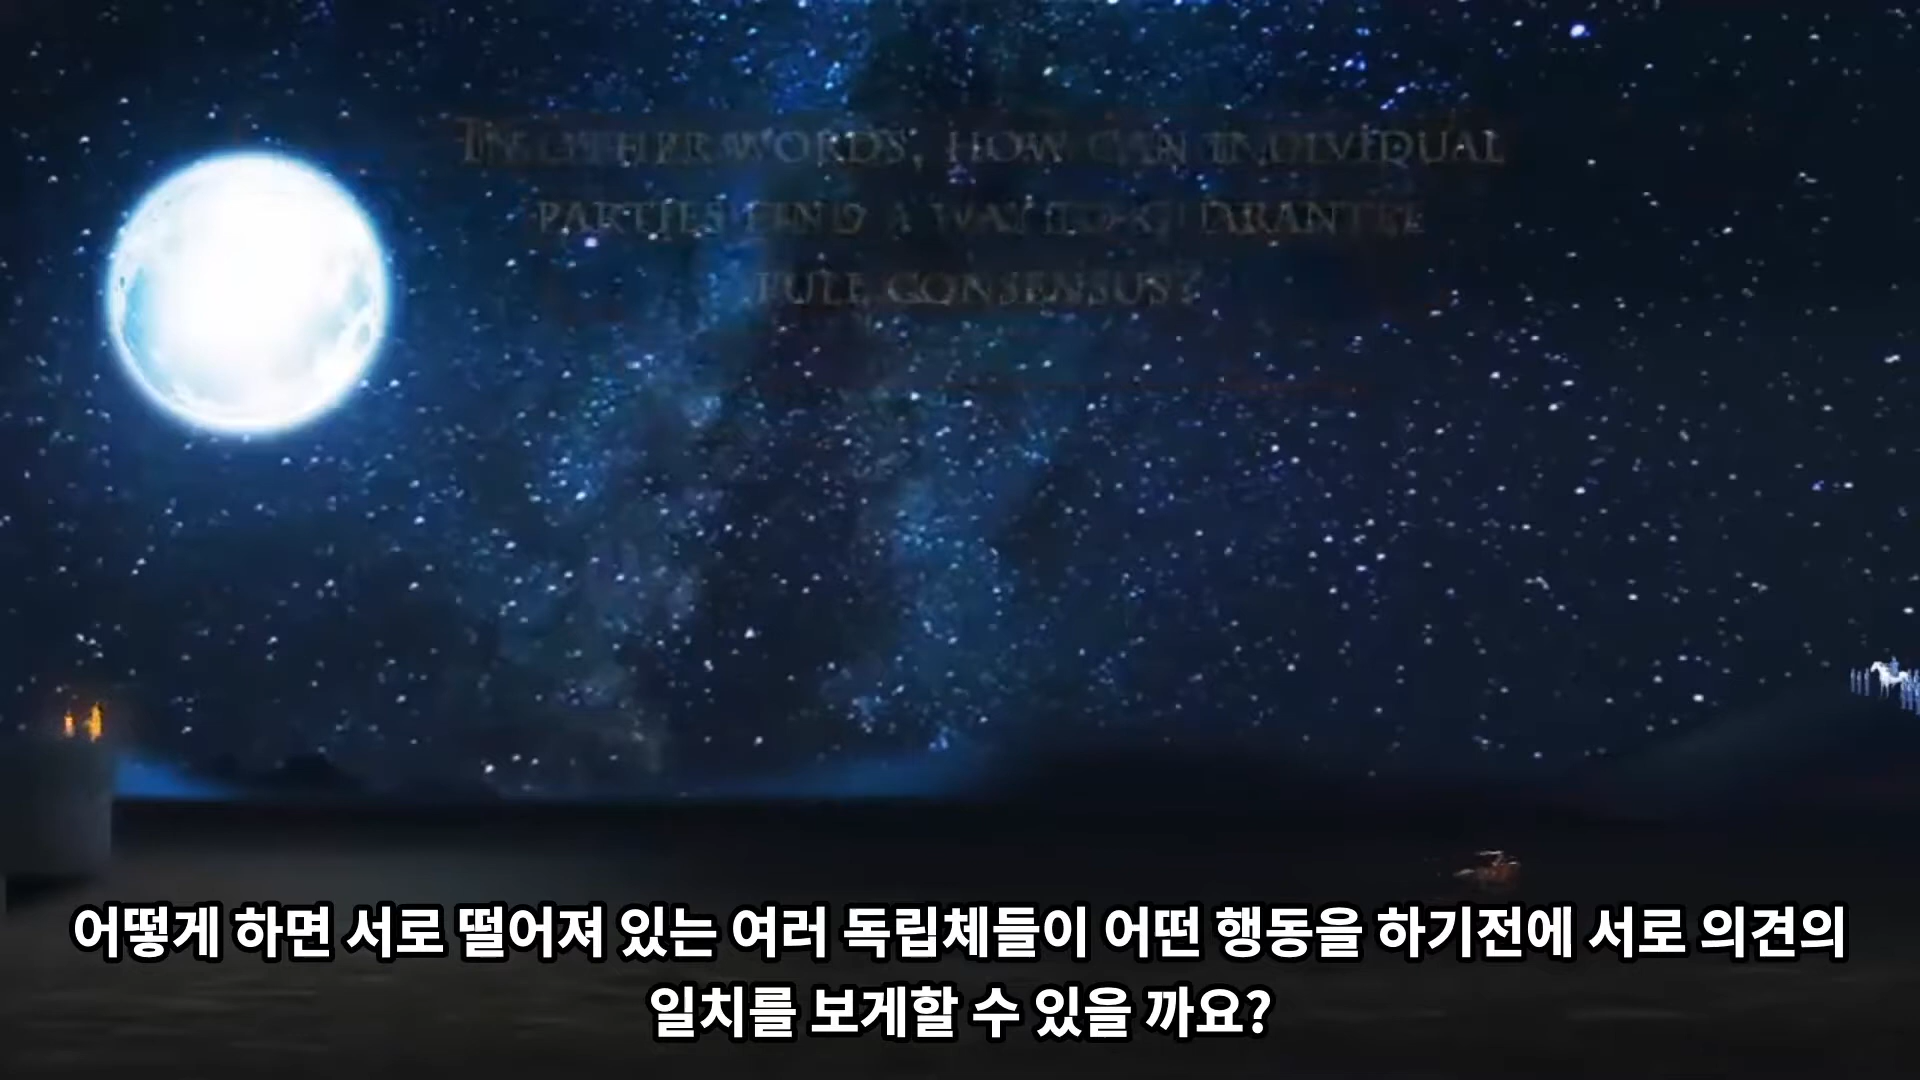 IN OTHER WORDS, HOW CAN INDIVIDUAL
PARTIES FIND A WAY TO GUARANTEE
FULL CONSENSUS?
어떻게 하면 서로 떨어져 있는 여러 독립체들이 어떤 행동을 하기전에 서로 의견의
일치를 보게할 수 있을 까요?